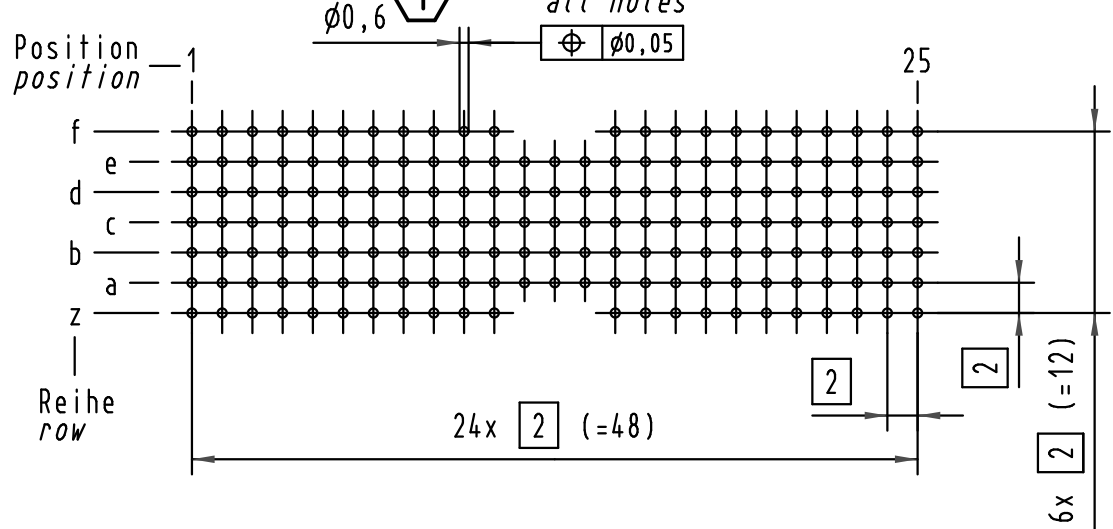 all holes
ø0,6
ø0,05
Position
position
1
25
f
e
d
c
b
a
z
Reihe
row
2
2
24x 2 (=48)
6x 2 (=12)